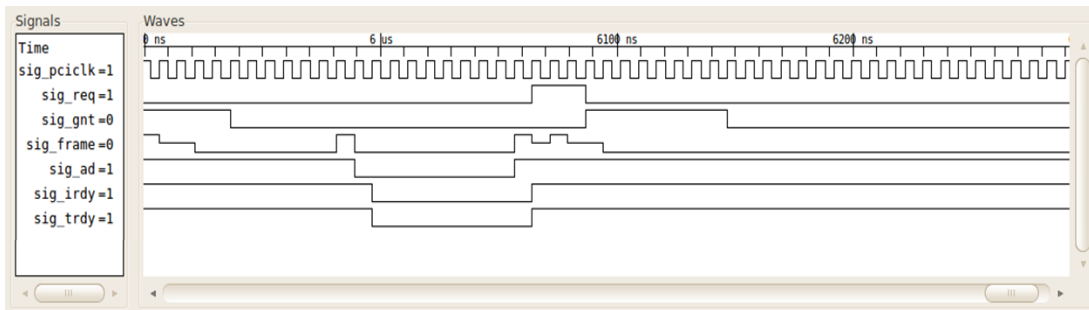 Signals
Waves
Time
0 ns 6 us 6100 ns 6200 ns
sig_pciclk=1
sig_req=1
sig_gnt=0
sig_frame=0
sig_ad=1
sig_irdy=1
sig_trdy=1